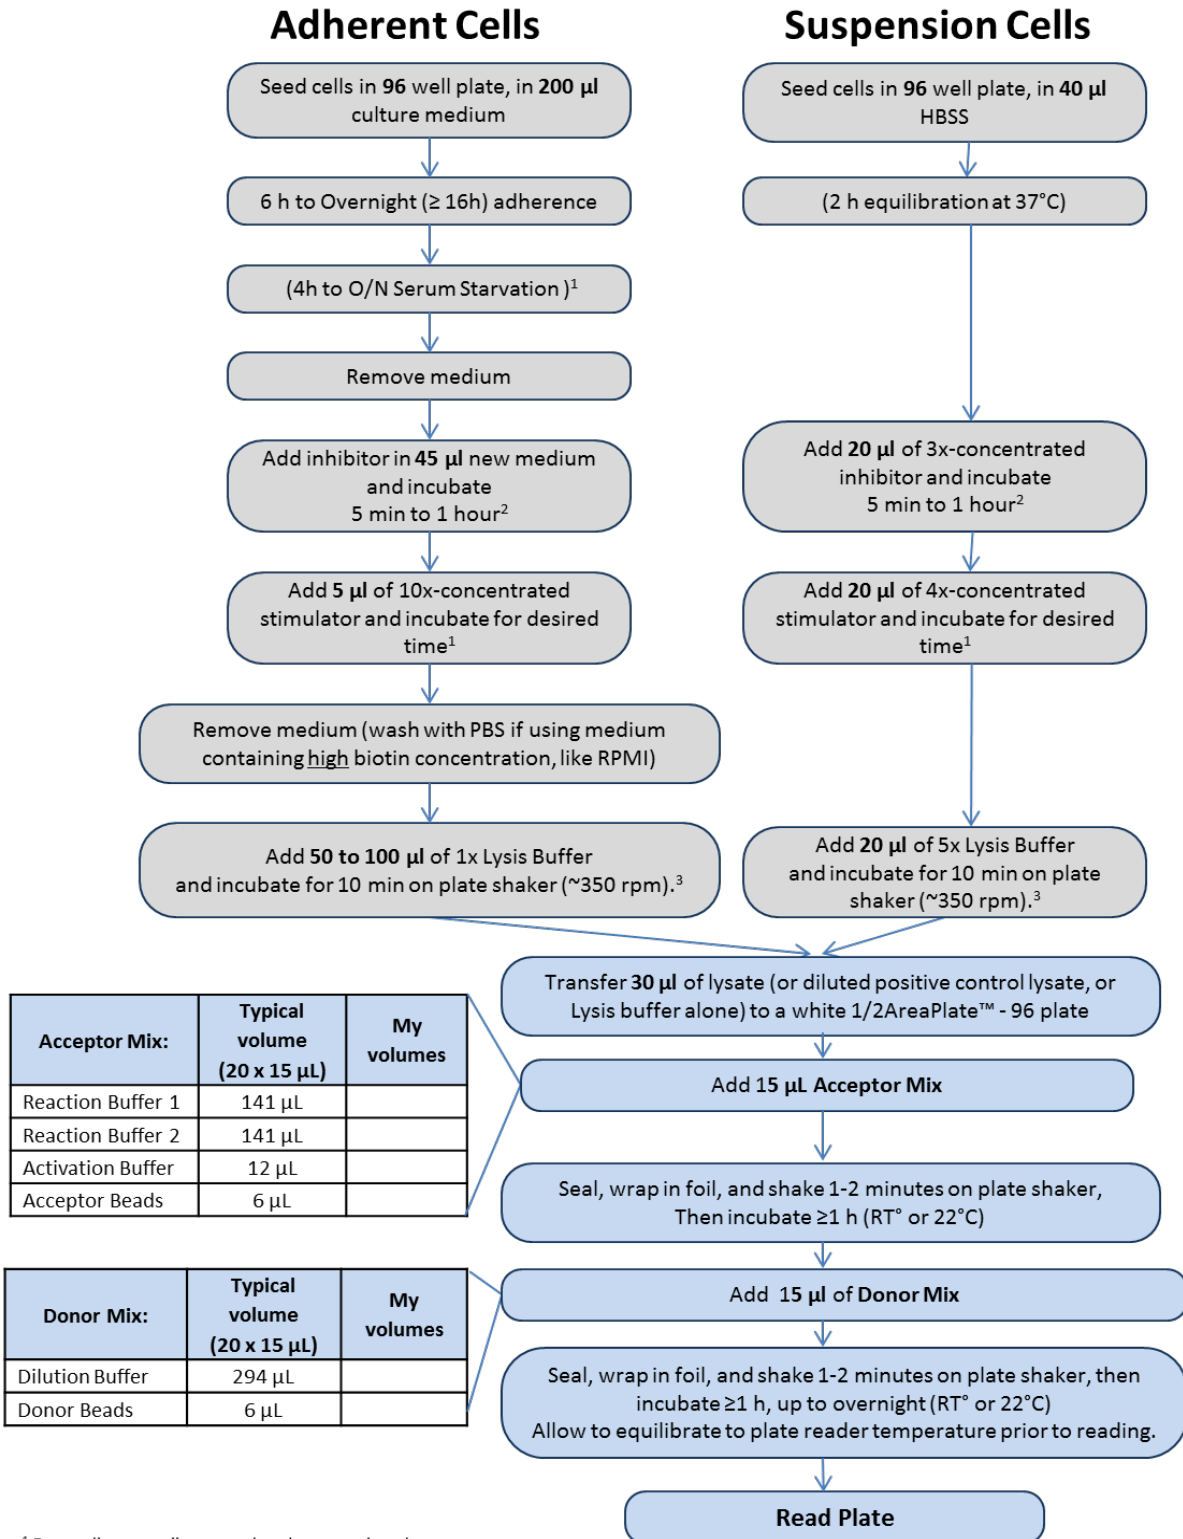 Adherent Cells
Seed cells in 96 well plate, in 200 µl
culture medium
6 h to Overnight (≥ 16h) adherence
(4h to O/N Serum Starvation )¹
Remove medium
Add inhibitor in 45 µl new medium
and incubate
5 min to 1 hour²
Add 5 µl of 10x-concentrated
stimulator and incubate for desired
time¹
Remove medium (wash with PBS if using medium
containing high biotin concentration, like RPMI)
Add 50 to 100 µl of 1x Lysis Buffer
and incubate for 10 min on plate shaker (~350 rpm).³
Suspension Cells
Seed cells in 96 well plate, in 40 µl
HBSS
(2 h equilibration at 37°C)
Add 20 µl of 3x-concentrated
inhibitor and incubate
5 min to 1 hour²
Add 20 µl of 4x-concentrated
stimulator and incubate for desired
time¹
Add 20 µl of 5x Lysis Buffer
and incubate for 10 min on plate
shaker (~350 rpm).³
Transfer 30 µl of lysate (or diluted positive control lysate, or
Lysis buffer alone) to a white 1/2AreaPlate™ - 96 plate
Add 15 µL Acceptor Mix
Acceptor Mix: Typical volume (20 x 15 µL) My volumes
Reaction Buffer 1 141 µL
Reaction Buffer 2 141 µL
Activation Buffer 12 µL
Acceptor Beads 6 µL
Seal, wrap in foil, and shake 1-2 minutes on plate shaker,
Then incubate ≥1 h (RT° or 22°C)
Add 15 µl of Donor Mix
Donor Mix: Typical volume (20 x 15 µL) My volumes
Dilution Buffer 294 µL
Donor Beads 6 µL
Seal, wrap in foil, and shake 1-2 minutes on plate shaker, then
incubate ≥1 h, up to overnight (RT° or 22°C)
Allow to equilibrate to plate reader temperature prior to reading.
Read Plate